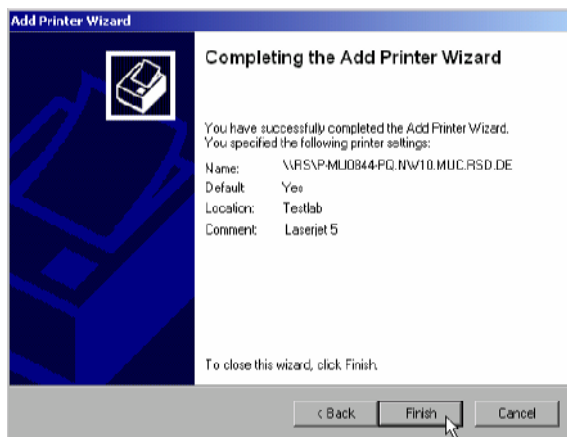 Add Printer Wizard
Completing the Add Printer Wizard
You have successfully completed the Add Printer Wizard.
You specified the following printer settings:
Name: \\RS\P-MU0844-PQ.NW10.MUC.RSD.DE
Default Yes
Location: Testlab
Comment: Laserjet 5
To close this wizard, click Finish.
< Back Finish Cancel